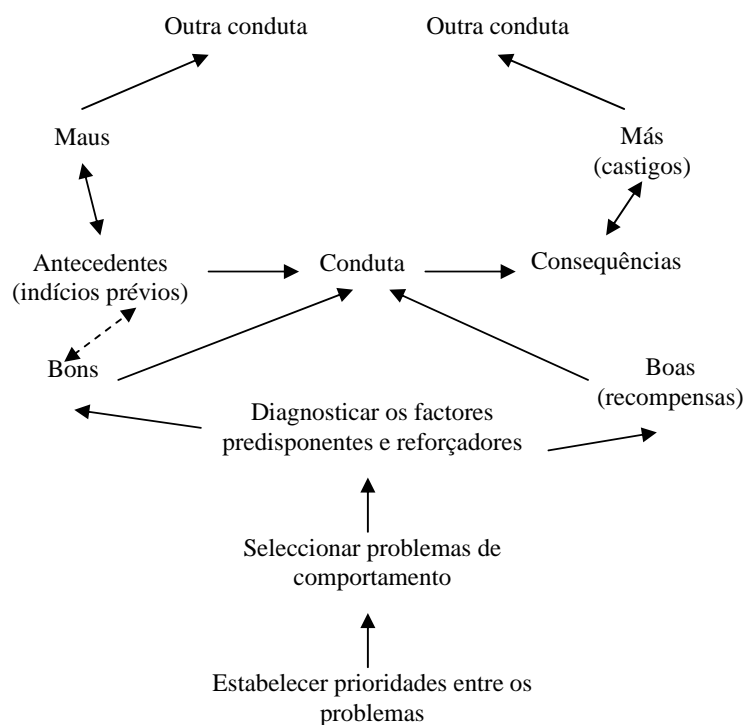 Outra conduta
Outra conduta
Maus
Más
(castigos)
Antecedentes
(indícios prévios)
Conduta
Consequências
Bons
Boas
(recompensas)
Diagnosticar os factores
predisponentes e reforçadores
Seleccionar problemas de
comportamento
Estabelecer prioridades entre os
problemas